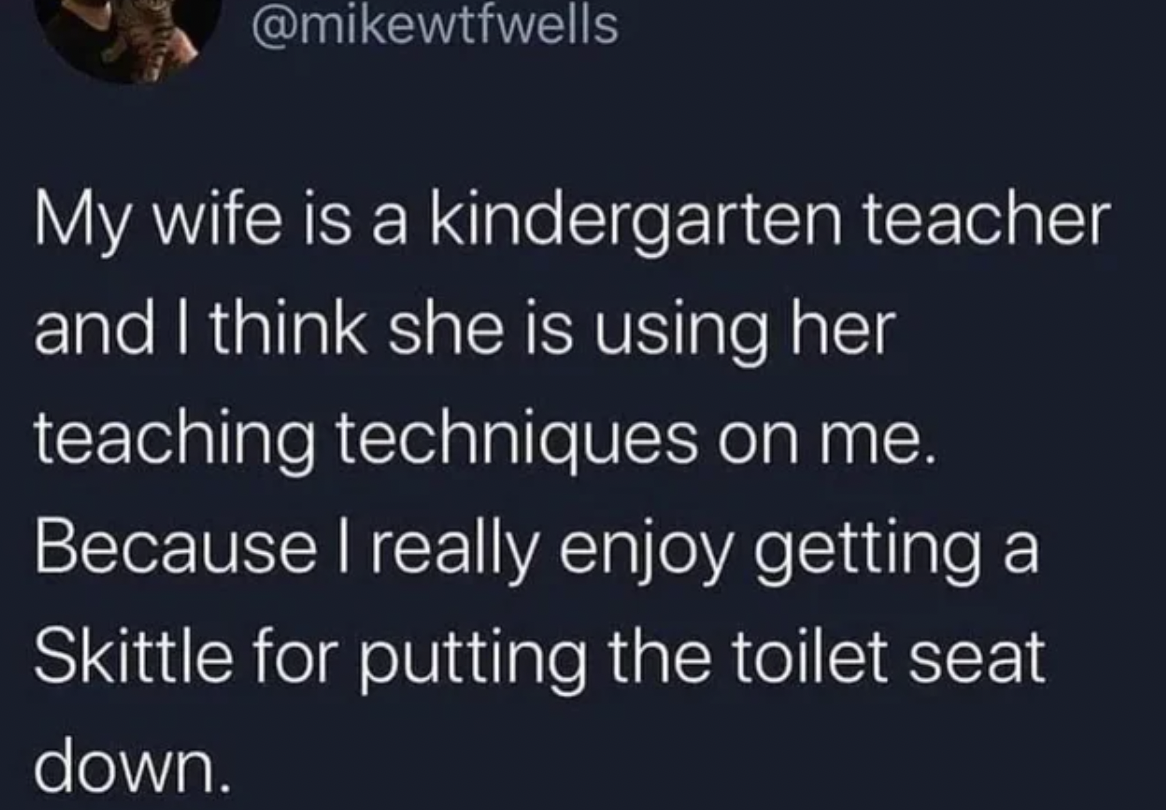 @mikewtfwells
My wife is a kindergarten teacher
and I think she is using her
teaching techniques on me.
Because I really enjoy getting a
Skittle for putting the toilet seat
down.